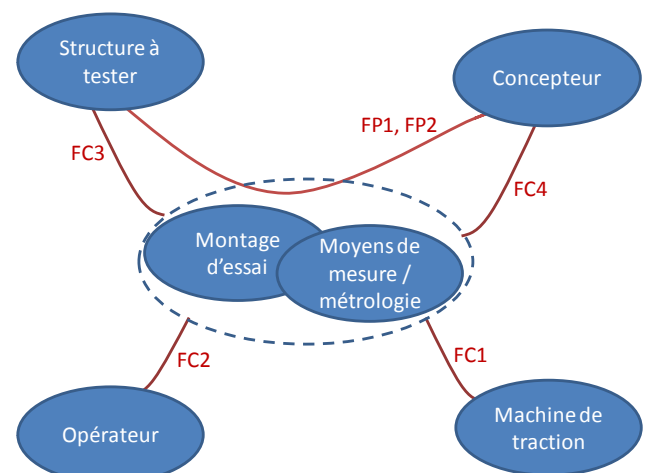 Structure à
tester
Concepteur
FP1, FP2
FC3
FC4
Montage
d'essai
Moyens de
mesure /
métrologie
FC2
FC1
Opérateur
Machine de
traction